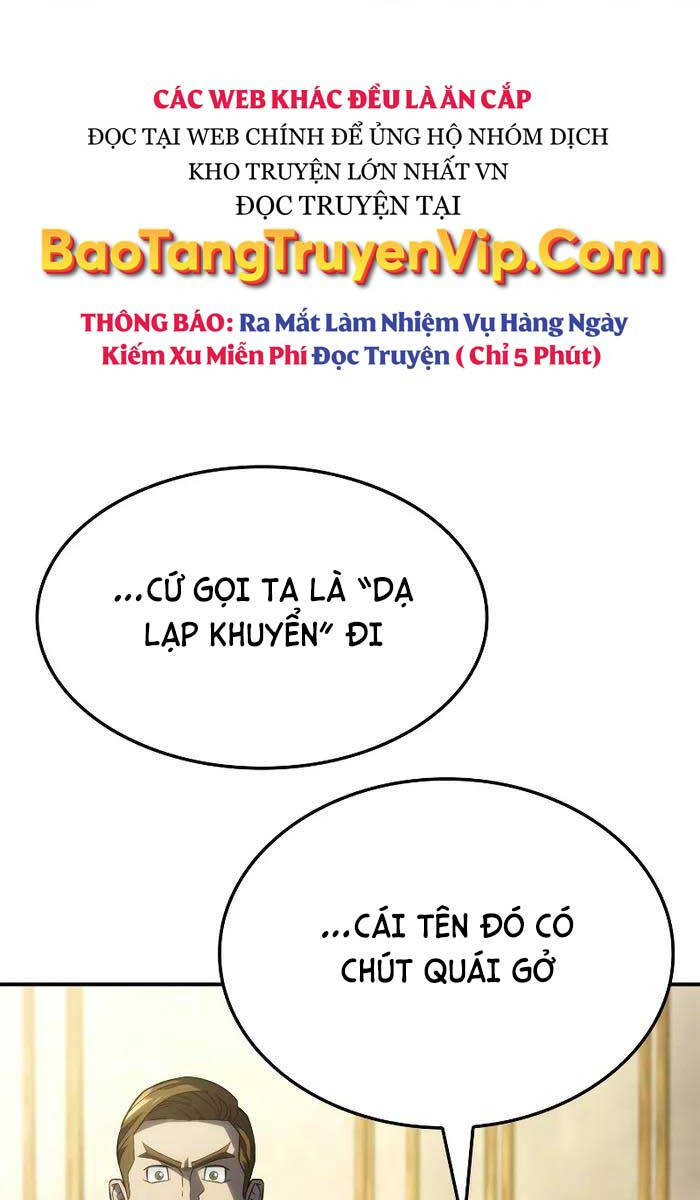 CÁC WEB KHÁC ĐỀU LÀ ĂN CẮP
ĐỌC TẠI WEB CHÍNH ĐỂ ỦNG HỘ NHÓM DỊCH
KHO TRUYỆN LỚN NHẤT VN
ĐỌC TRUYỆN TẠI
BaoTangTruyenVip.Com
THÔNG BÁO: Ra Mắt Làm Nhiệm Vụ Hàng Ngày
Kiếm Xu Miễn Phí Đọc Truyện ( Chỉ 5 Phút)
...CỨ GỌI TA LÀ "DẠ
LẠP KHUYỂN" ĐI
...CÁI TÊN ĐÓ CÓ
CHÚT QUÁI GỞ